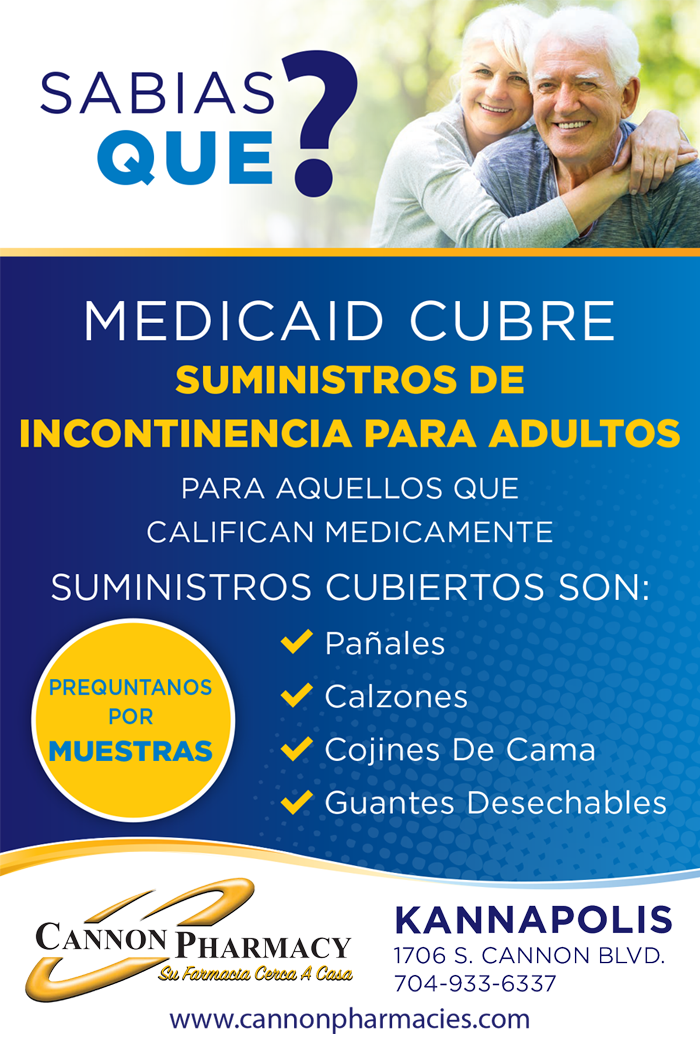 SABIAS
QUE?
MEDICAID CUBRE
SUMINISTROS DE
INCONTINENCIA PARA ADULTOS
PARA AQUELLOS QUE
CALIFICAN MEDICAMENTE
SUMINISTROS CUBIERTOS SON:
PREQUNTANOS
POR
MUESTRAS
Pañales
Calzones
Cojines De Cama
Guantes Desechables
CANNON PHARMACY
Su Farmacia Cerca A Casa
KANNAPOLIS
1706 S. CANNON BLVD.
704-933-6337
www.cannonpharmacies.com